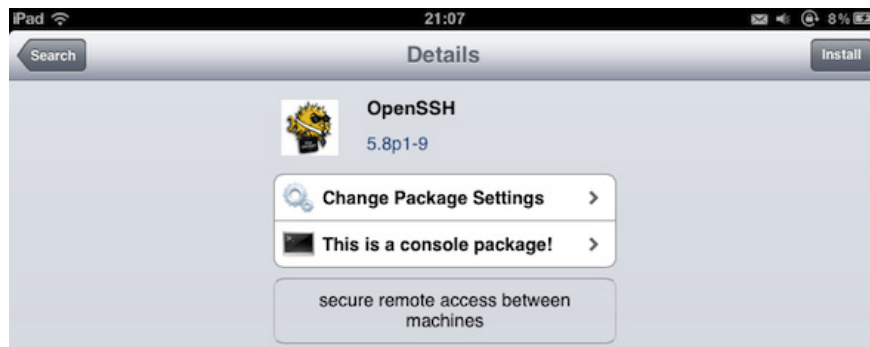 iPad 21:07 8%
Search Details Install
OpenSSH
5.8p1-9
Change Package Settings
This is a console package!
secure remote access between
machines